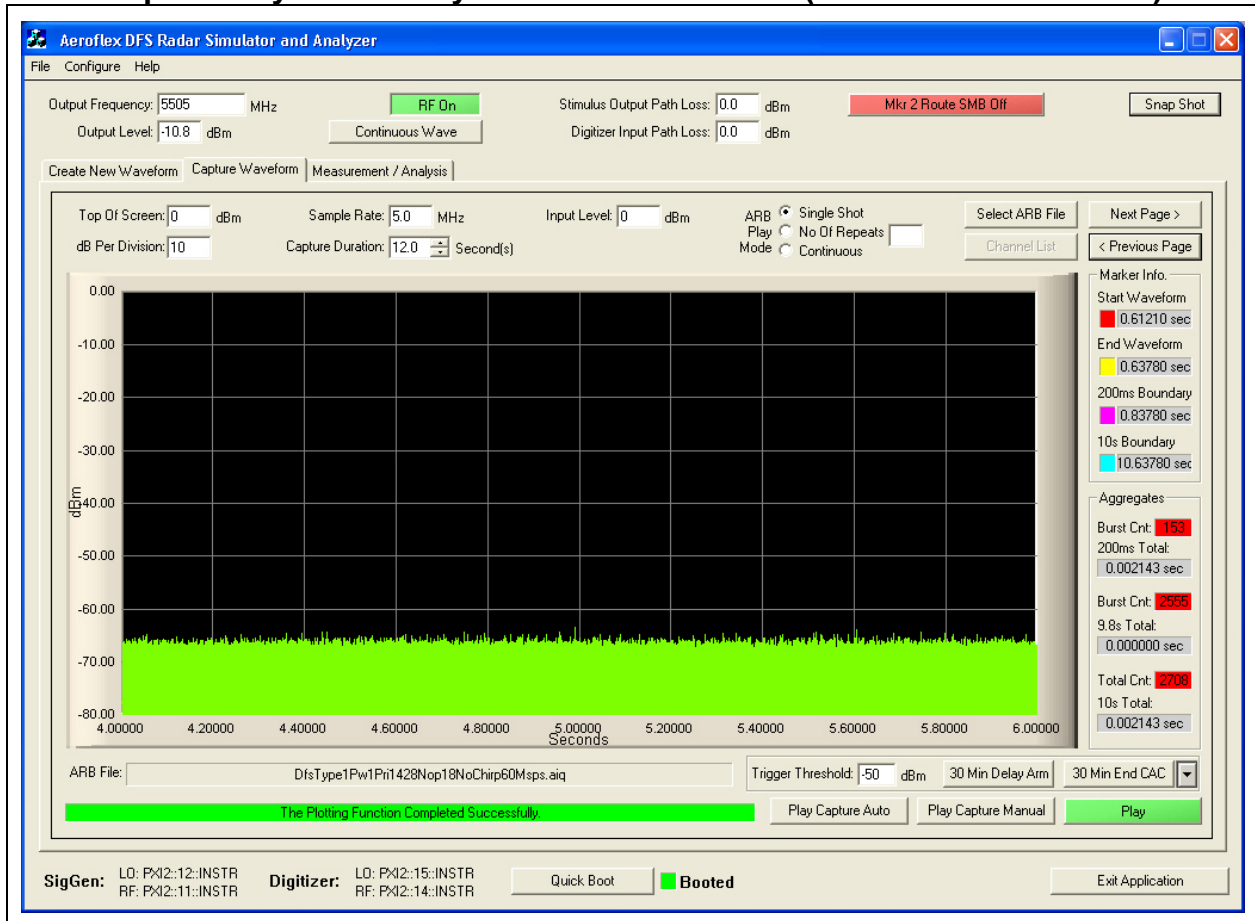 Aeroflex DFS Radar Simulator and Analyzer
File Configure Help
Output Frequency: 5505 MHz RF On Stimulus Output Path Loss: 0.0 dBm Mkr 2 Route SMB Off Snap Shot
Output Level: -10.8 dBm Continuous Wave Digitizer Input Path Loss: 0.0 dBm
Create New Waveform Capture Waveform Measurement / Analysis
Top Of Screen: 0 dBm Sample Rate: 5.0 MHz Input Level: 0 dBm ARB Play Mode Single Shot Select ARB File Next Page >
No Of Repeats
dB Per Division: 10 Capture Duration: 12.0 Second(s) Continuous Channel List < Previous Page
Marker Info.
Start Waveform
0.61210 sec
End Waveform
0.63780 sec
200ms Boundary
0.83780 sec
10s Boundary
10.63780 sec
Aggregates
Burst Cnt: 153
200ms Total:
0.002143 sec
Burst Cnt: 2555
9.8s Total:
0.000000 sec
Total Cnt: 2708
10s Total:
0.002143 sec
0.00
-10.00
-20.00
-30.00
-40.00
-50.00
-60.00
-70.00
-80.00
dBm
4.00000 4.20000 4.40000 4.60000 4.80000 5.00000 5.20000 5.40000 5.60000 5.80000 6.00000
Seconds
ARB File: DfsType1Pw1Pri1428Nop18NoChirp60Msps.aiq Trigger Threshold: -50 dBm 30 Min Delay Arm 30 Min End CAC
The Plotting Function Completed Successfully. Play Capture Auto Play Capture Manual Play
SigGen: LO: PXI2::12::INSTR Digitizer: LO: PXI2::15::INSTR Quick Boot Booted Exit Application
RF: PXI2::11::INSTR RF: PXI2::14::INSTR